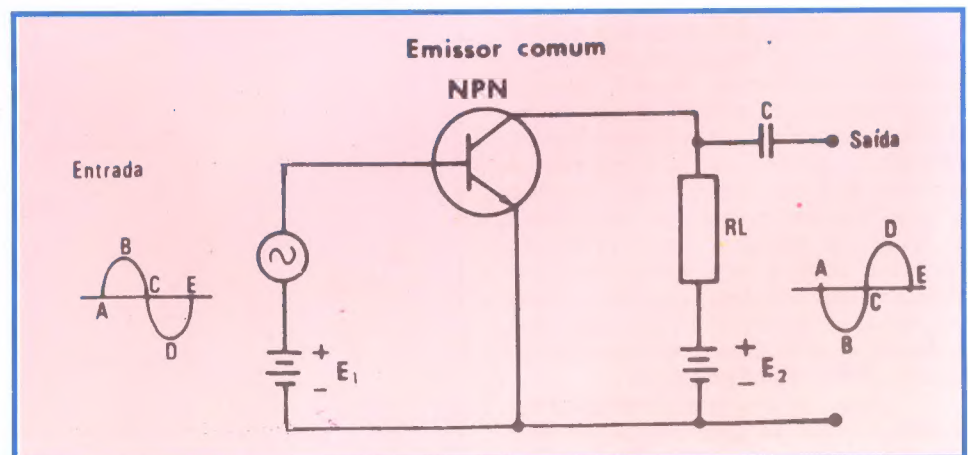 Emissor comum
NPN
C
Saída
Entrada
RL
B
A
C
E
D
D
A
E
C
B
+
E1
-
+
E2
-